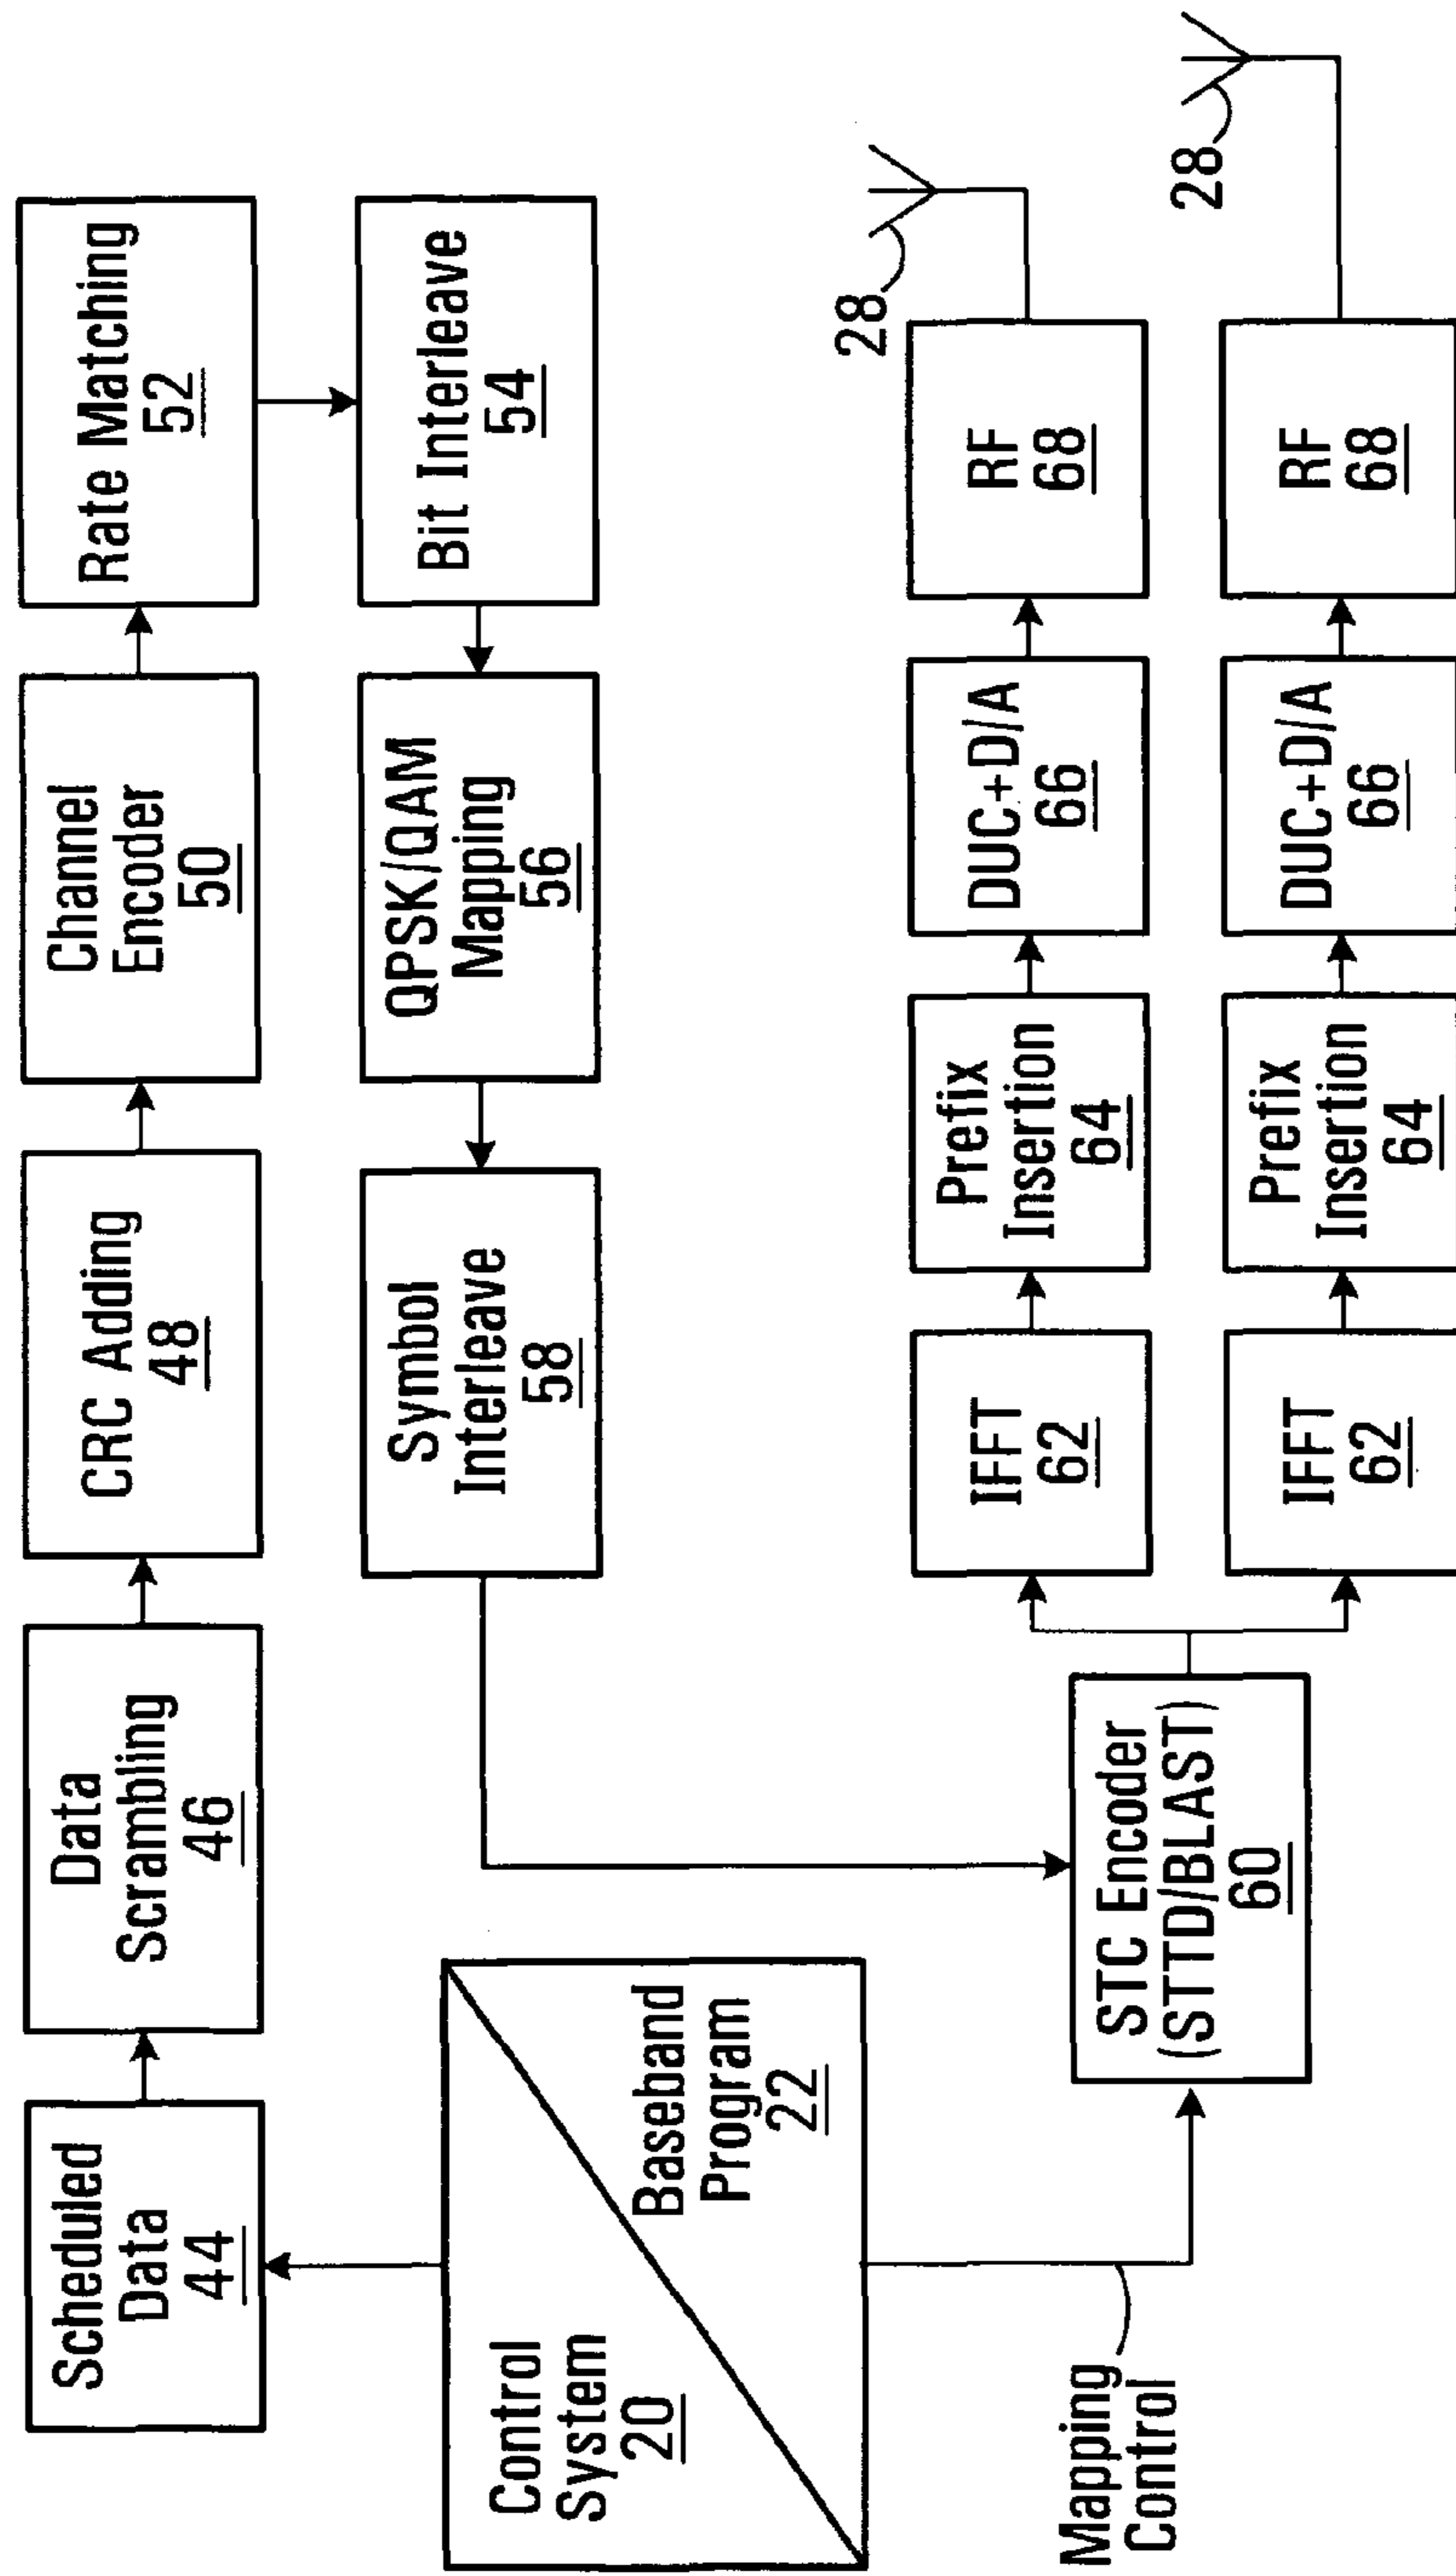 Scheduled
Data
44
Data
Scrambling
46
CRC Adding
48
Channel
Encoder
50
Rate Matching
52
Bit Interleave
54
QPSK/QAM
Mapping
56
Symbol
Interleave
58
Control
System
20
Baseband
Program
22
Mapping
Control
STC Encoder
(STTD/BLAST)
60
IFFT
62
Prefix
Insertion
64
DUC+D/A
66
RF
68
28
IFFT
62
Prefix
Insertion
64
DUC+D/A
66
RF
68
28